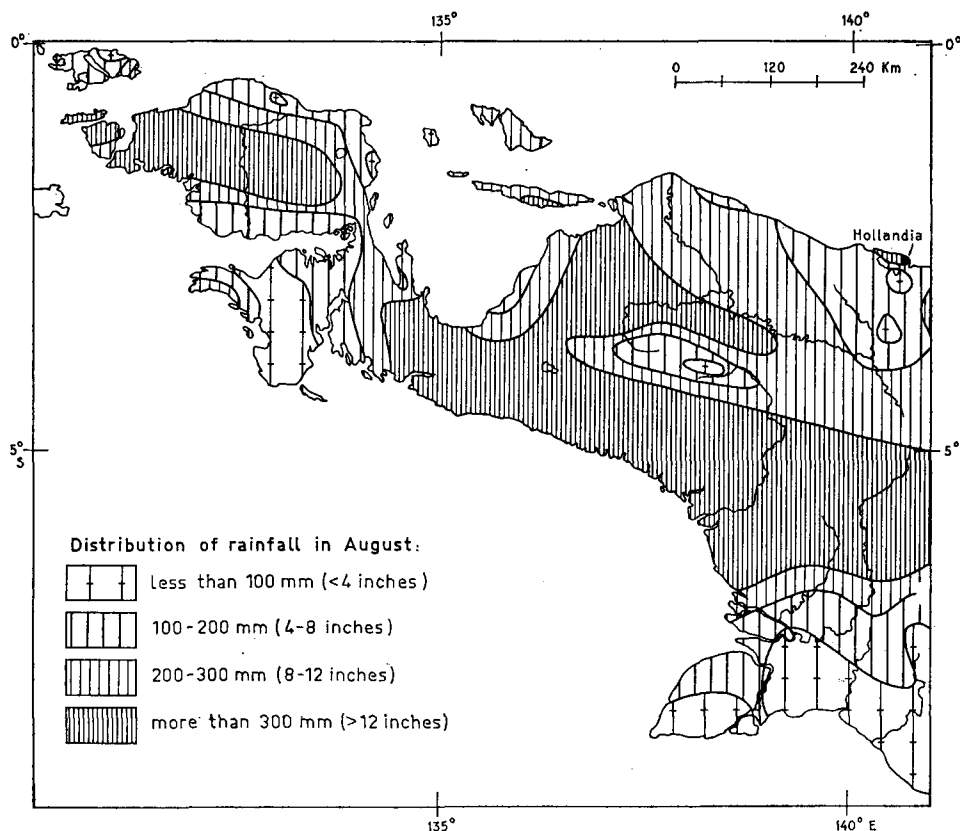 135°
140°
0°
0°
0 120 240 Km
Hollandia
5°
S
5°
Distribution of rainfall in August:
less than 100 mm (<4 inches)
100-200 mm (4-8 inches)
200-300 mm (8-12 inches)
more than 300 mm (>12 inches)
135°
140° E